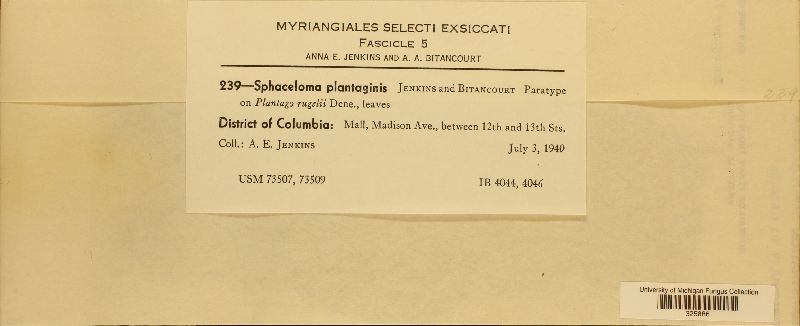 MYRIANGIALES SELECTI EXSICCATI
FASCICLE 5
ANNA E. JENKINS AND A. A. BITANCOURT
239—Sphaceloma plantaginis JENKINS and BITANCOURT Paratype
on Plantago rugelii Dcne., leaves
District of Columbia: Mall, Madison Ave., between 12th and 13th Sts.
Coll.: A. E. JENKINS July 3, 1940
USM 73507, 73509 IB 4044, 4046
239
University of Michigan Fungus Collection
325866